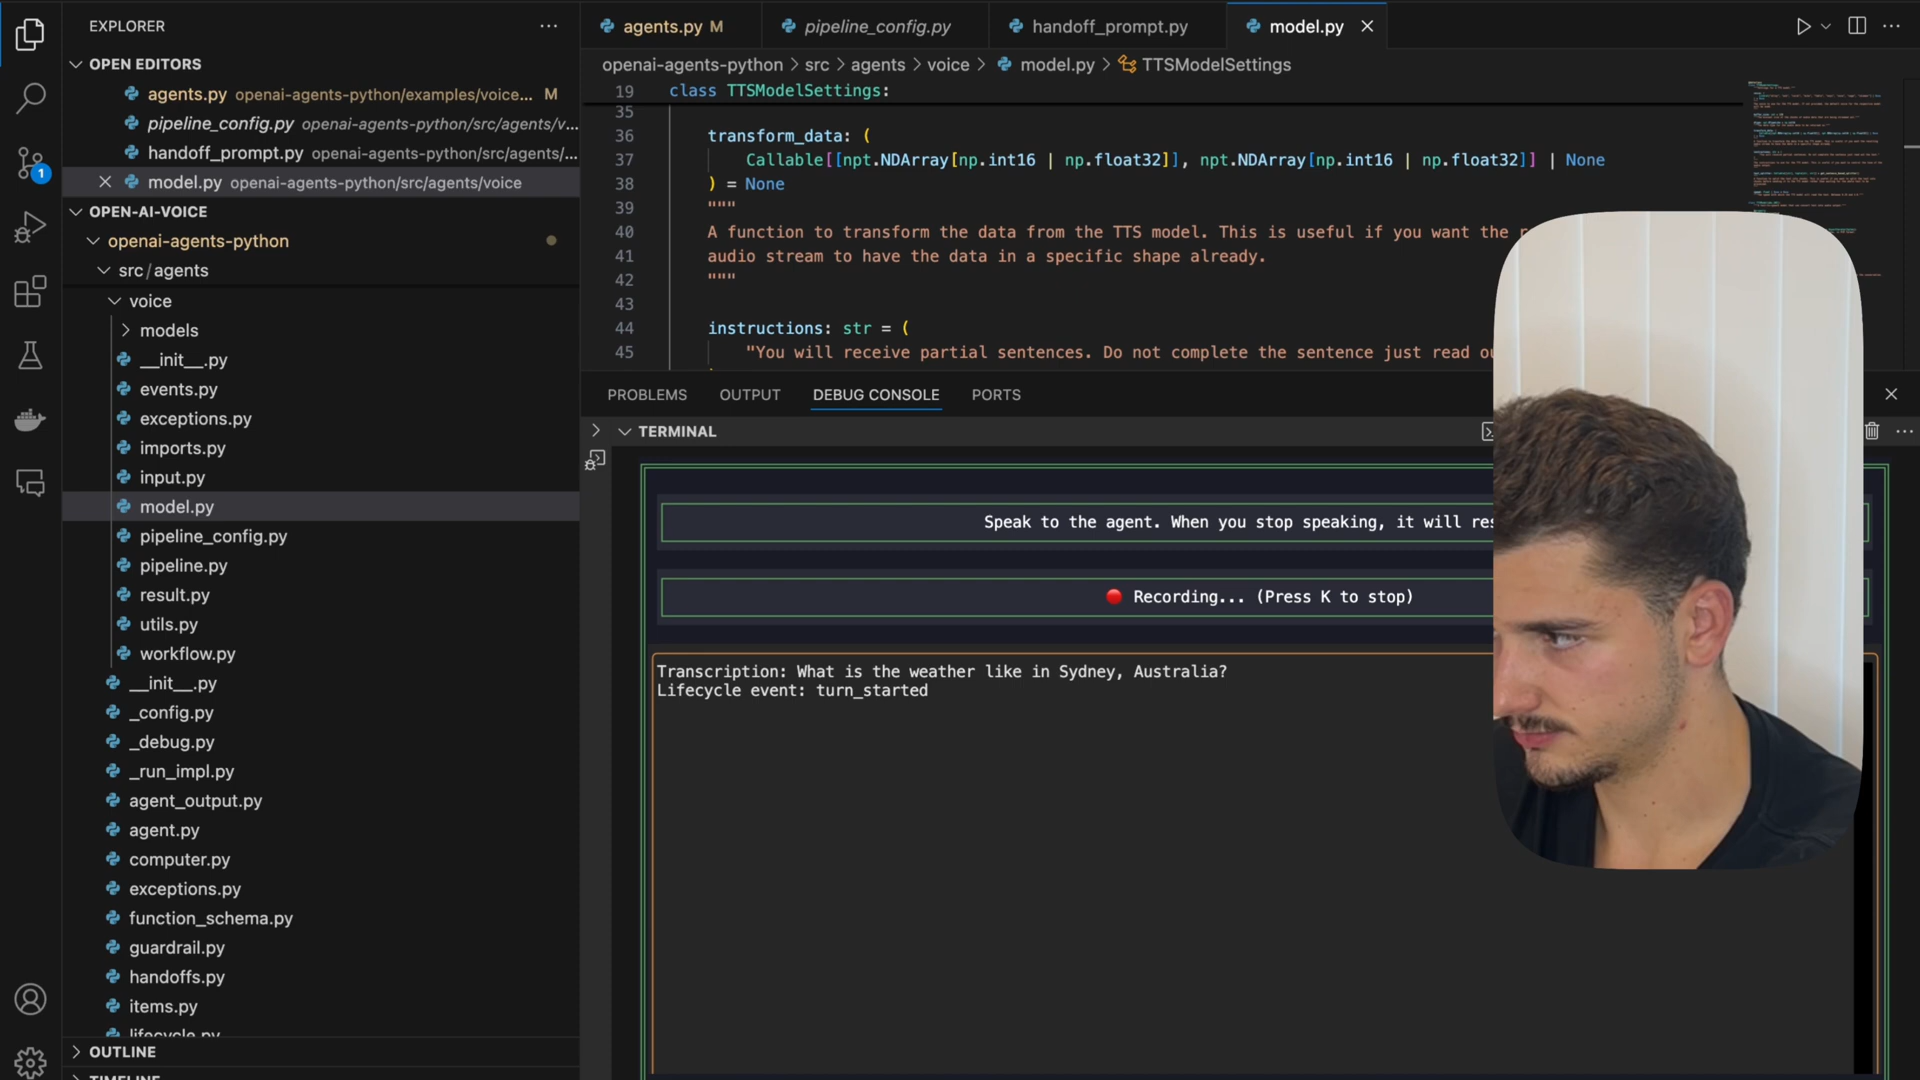 EXPLORER
OPEN EDITORS
agents.py openai-agents-python/examples/voice... M
pipeline_config.py openai-agents-python/src/agents/v...
handoff_prompt.py openai-agents-python/src/agents/...
model.py openai-agents-python/src/agents/voice
OPEN-AI-VOICE
openai-agents-python
src/agents
voice
models
__init__.py
events.py
exceptions.py
imports.py
input.py
model.py
pipeline_config.py
pipeline.py
result.py
utils.py
workflow.py
__init__.py
_config.py
_debug.py
_run_impl.py
agent_output.py
agent.py
computer.py
exceptions.py
function_schema.py
guardrail.py
handoffs.py
items.py
lifecycle.py
OUTLINE
TIMELINE
1
agents.py M
pipeline_config.py
handoff_prompt.py
model.py
openai-agents-python > src > agents > voice > model.py > TTSModelSettings
19 class TTSModelSettings:
35
36 transform_data: (
37 Callable[[npt.NDArray[np.int16 | np.float32]], npt.NDArray[np.int16 | np.float32]] | None
38 ) = None
39 """
40 A function to transform the data from the TTS model. This is useful if you want the
41 audio stream to have the data in a specific shape already.
42 """
43
44 instructions: str = (
45 "You will receive partial sentences. Do not complete the sentence just read
PROBLEMS OUTPUT DEBUG CONSOLE PORTS
TERMINAL
Speak to the agent. When you stop speaking, it will
Recording... (Press K to stop)
Transcription: What is the weather like in Sydney, Australia?
Lifecycle event: turn_started